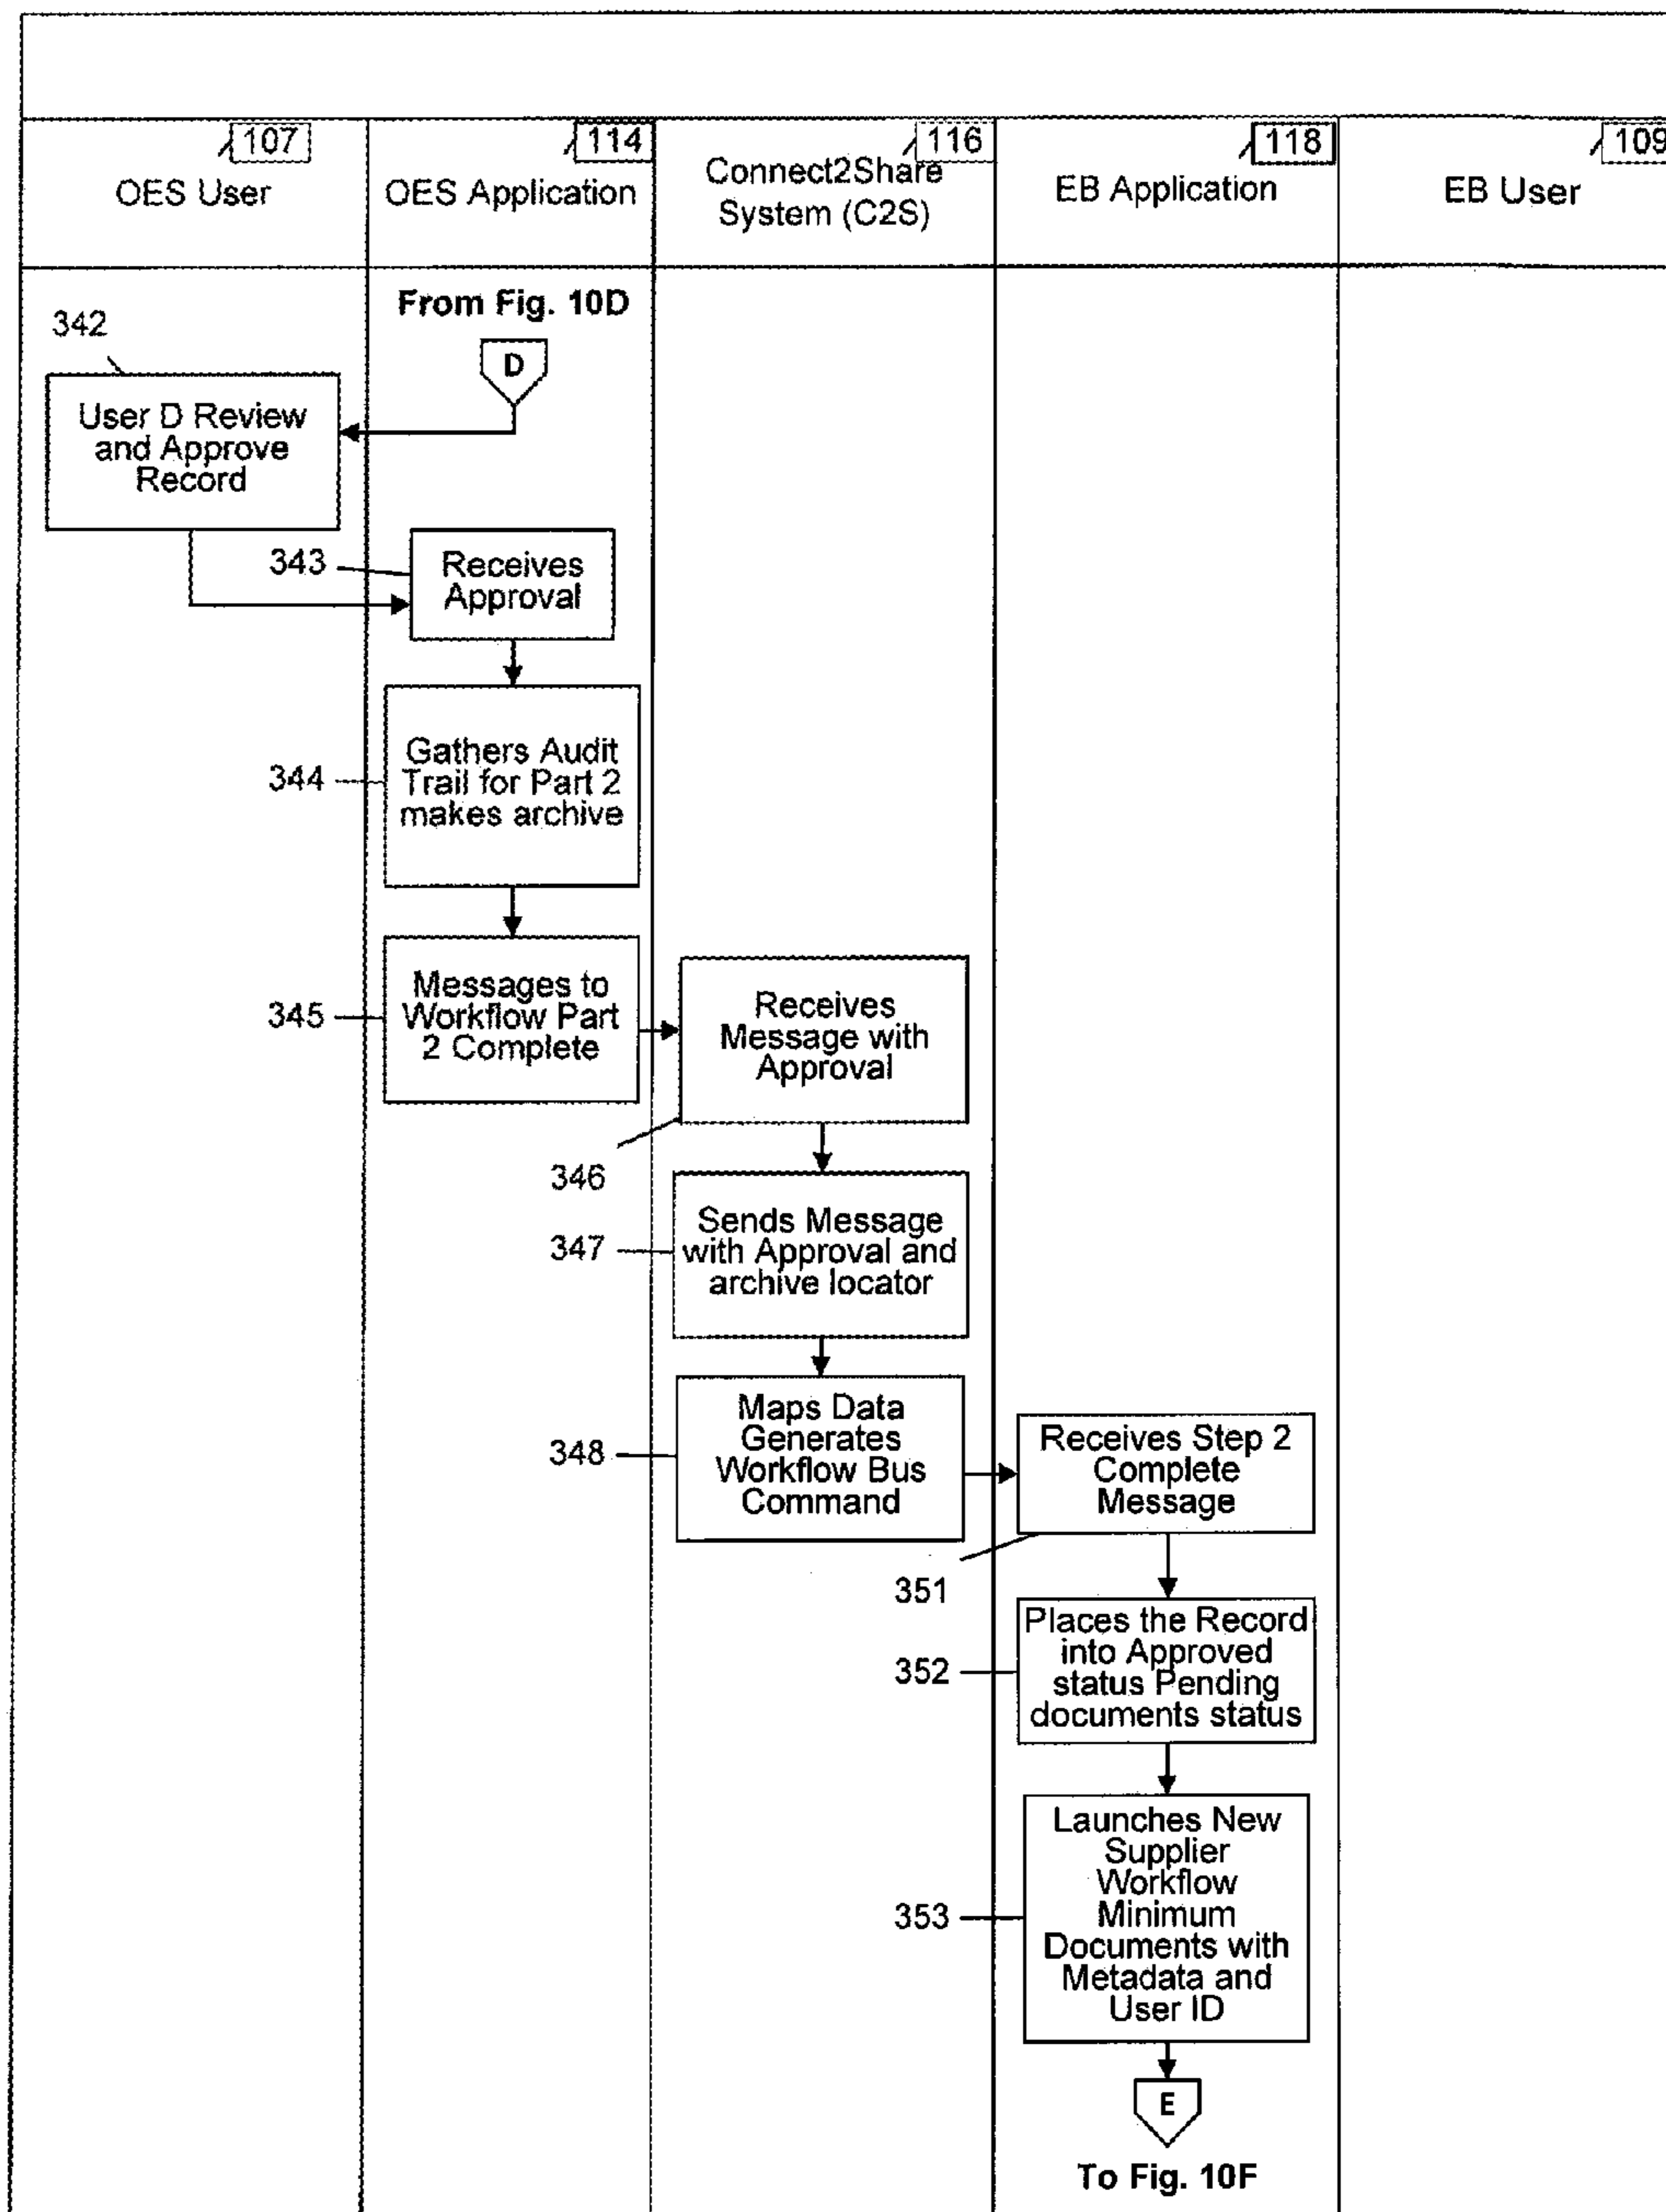 107
OES User
114
OES Application
116
Connect2Share
System (C2S)
118
EB Application
109
EB User
From Fig. 10D
D
342
User D Review
and Approve
Record
343
Receives
Approval
344
Gathers Audit
Trail for Part 2
makes archive
345
Messages to
Workflow Part
2 Complete
Receives
Message with
Approval
346
347
Sends Message
with Approval and
archive locator
348
Maps Data
Generates
Workflow Bus
Command
Receives Step 2
Complete
Message
351
352
Places the Record
into Approved
status Pending
documents status
353
Launches New
Supplier
Workflow
Minimum
Documents with
Metadata and
User ID
E
To Fig. 10F